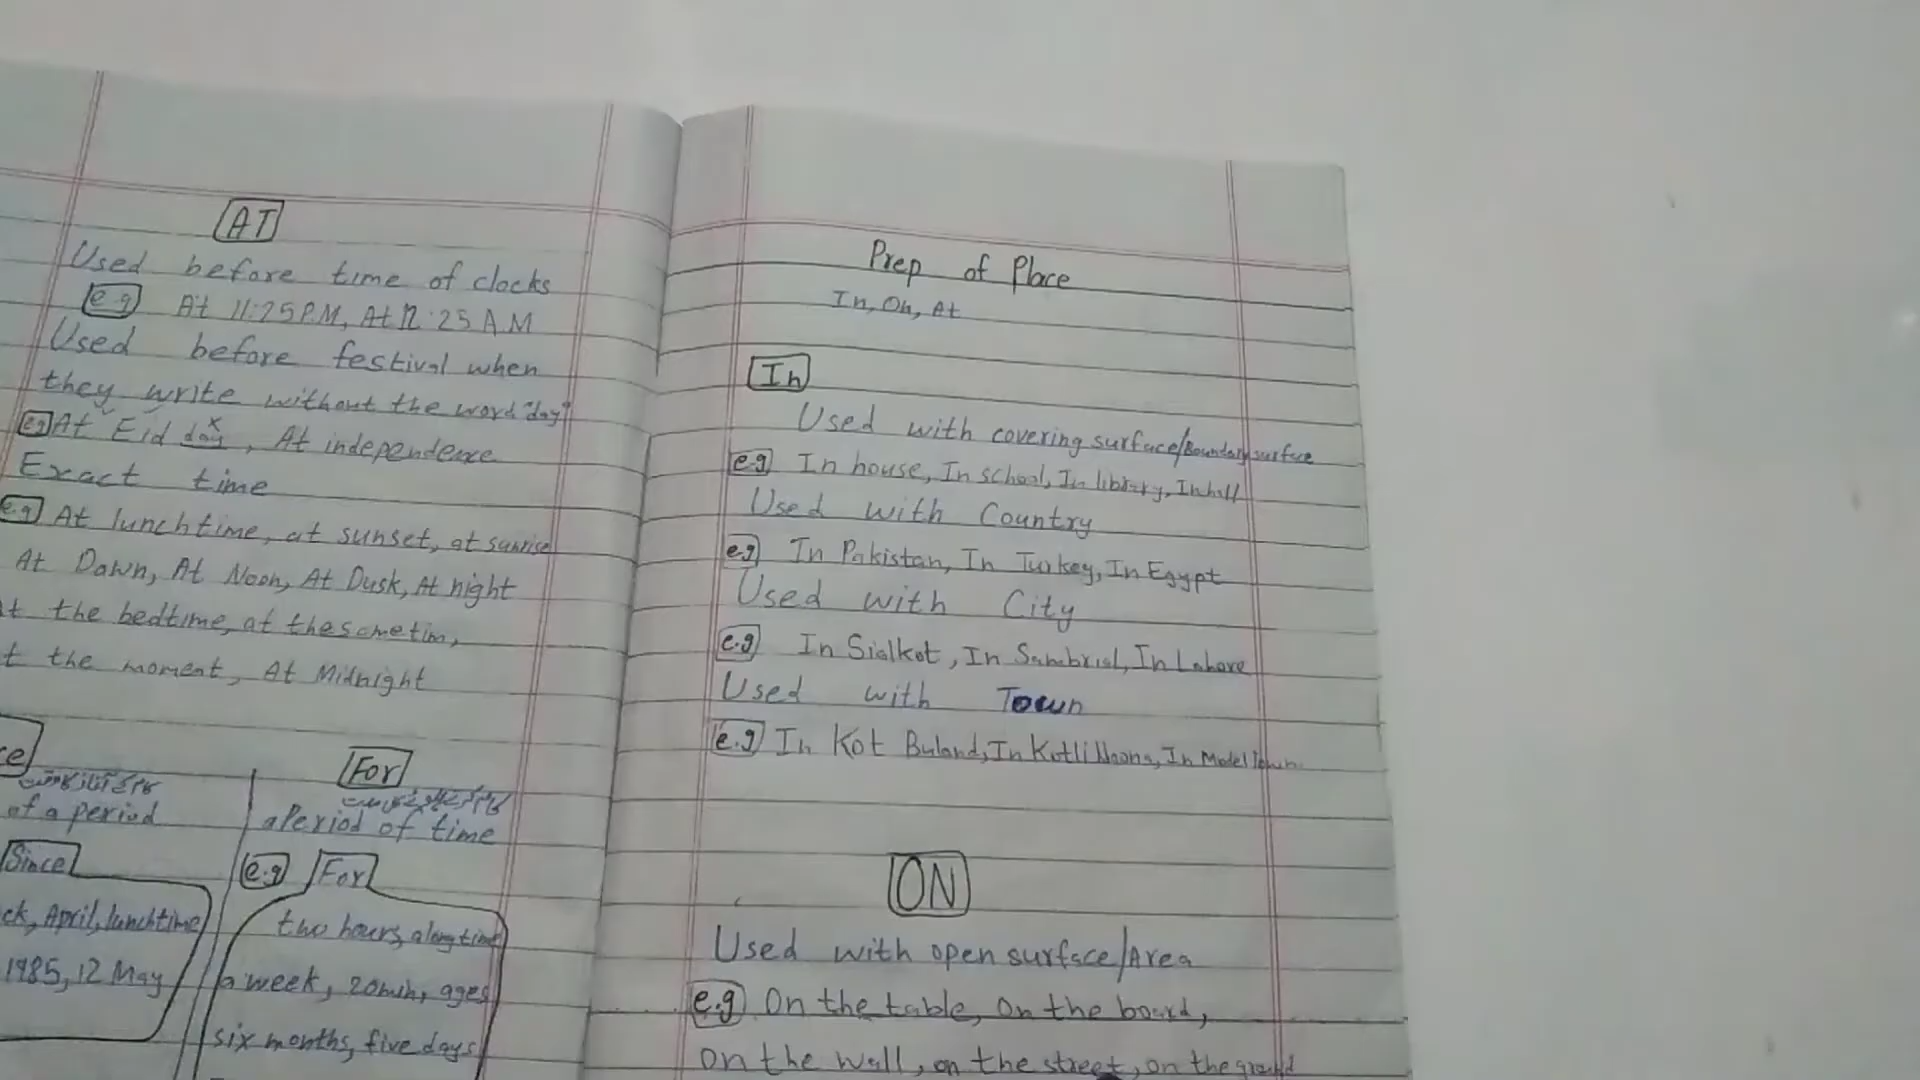 AT
Used before time of clocks
e.g At 11:25 P.M, At 12:25 A.M
Used before festival when
they write without the word "day"
e.g At Eid day x, At independence
Exact time
e.g At lunchtime, at sunset, at sunrise
At Dawn, At Noon, At Dusk, At night
t the bedtime, at the same tim,
t the moment, At Midnight
ce
of a period
Since
ck, April, lunchtime
1985, 12 May
For
a Period of time
e.g For
two hours, a long time
a week, 20 min, ages
six months, five days
Prep of Place
In, On, At
In
Used with covering surface/Boundary surface
e.g In house, In school, In library, In hall
Used with Country
e.g In Pakistan, In Turkey, In Egypt
Used with City
e.g In Sialkot, In Sambrial, In Lahore
Used with Town
e.g In Kot Buland, In Kotli, In Model Town
ON
Used with open surface/Area
e.g On the table, On the board,
on the wall, on the street, on the ground